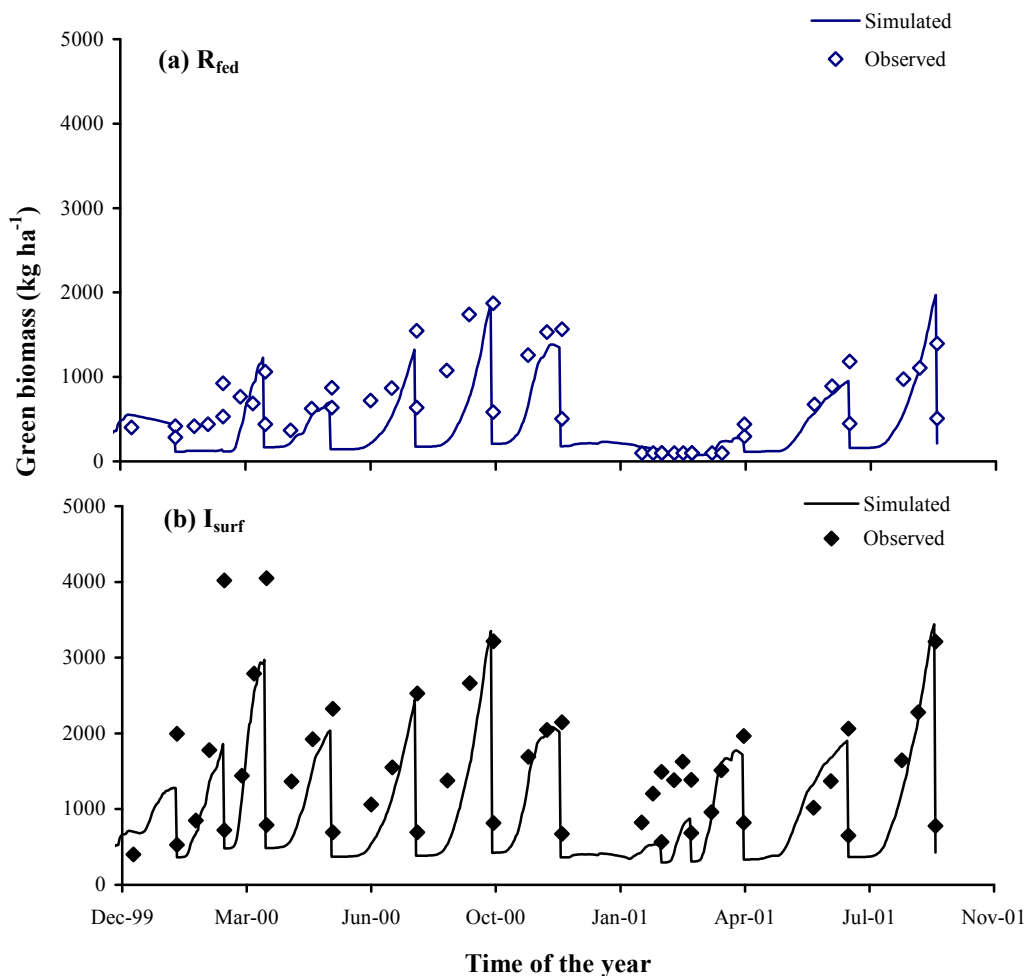 Simulated
Observed
(a) Rfed
5000
4000
3000
2000
1000
0
Green biomass (kg ha-1)
Simulated
Observed
(b) Isurf
5000
4000
3000
2000
1000
0
Dec-99 Mar-00 Jun-00 Oct-00 Jan-01 Apr-01 Jul-01 Nov-01
Time of the year